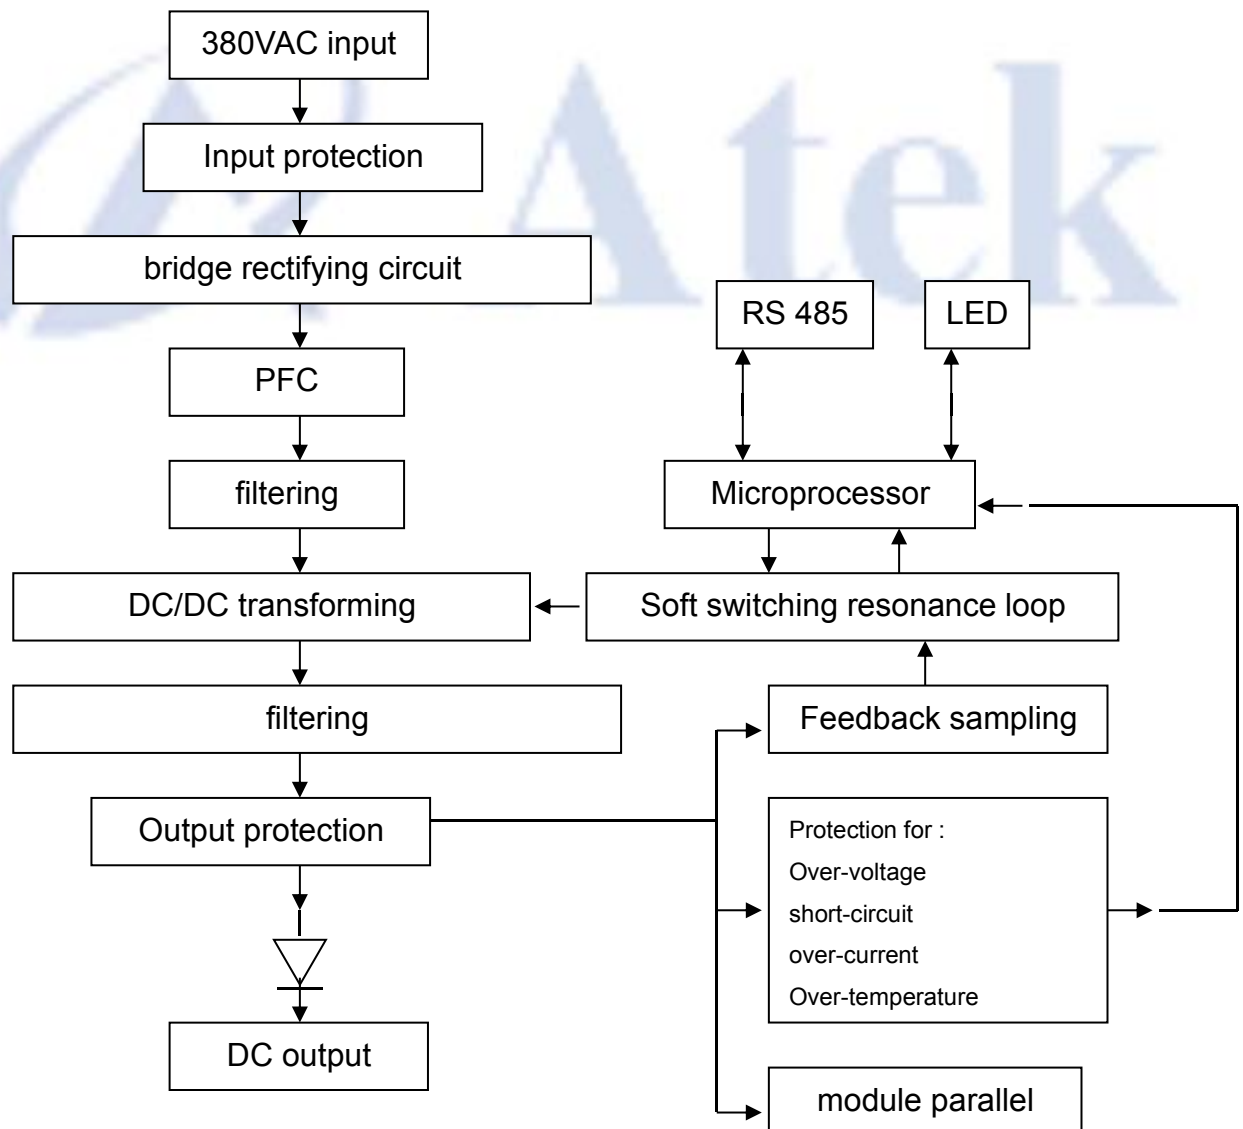 380VAC input
Input protection
bridge rectifying circuit
PFC
filtering
DC/DC transforming
filtering
Output protection
DC output
Atek
RS 485
LED
Microprocessor
Soft switching resonance loop
Feedback sampling
Protection for :
Over-voltage
short-circuit
over-current
Over-temperature
module parallel